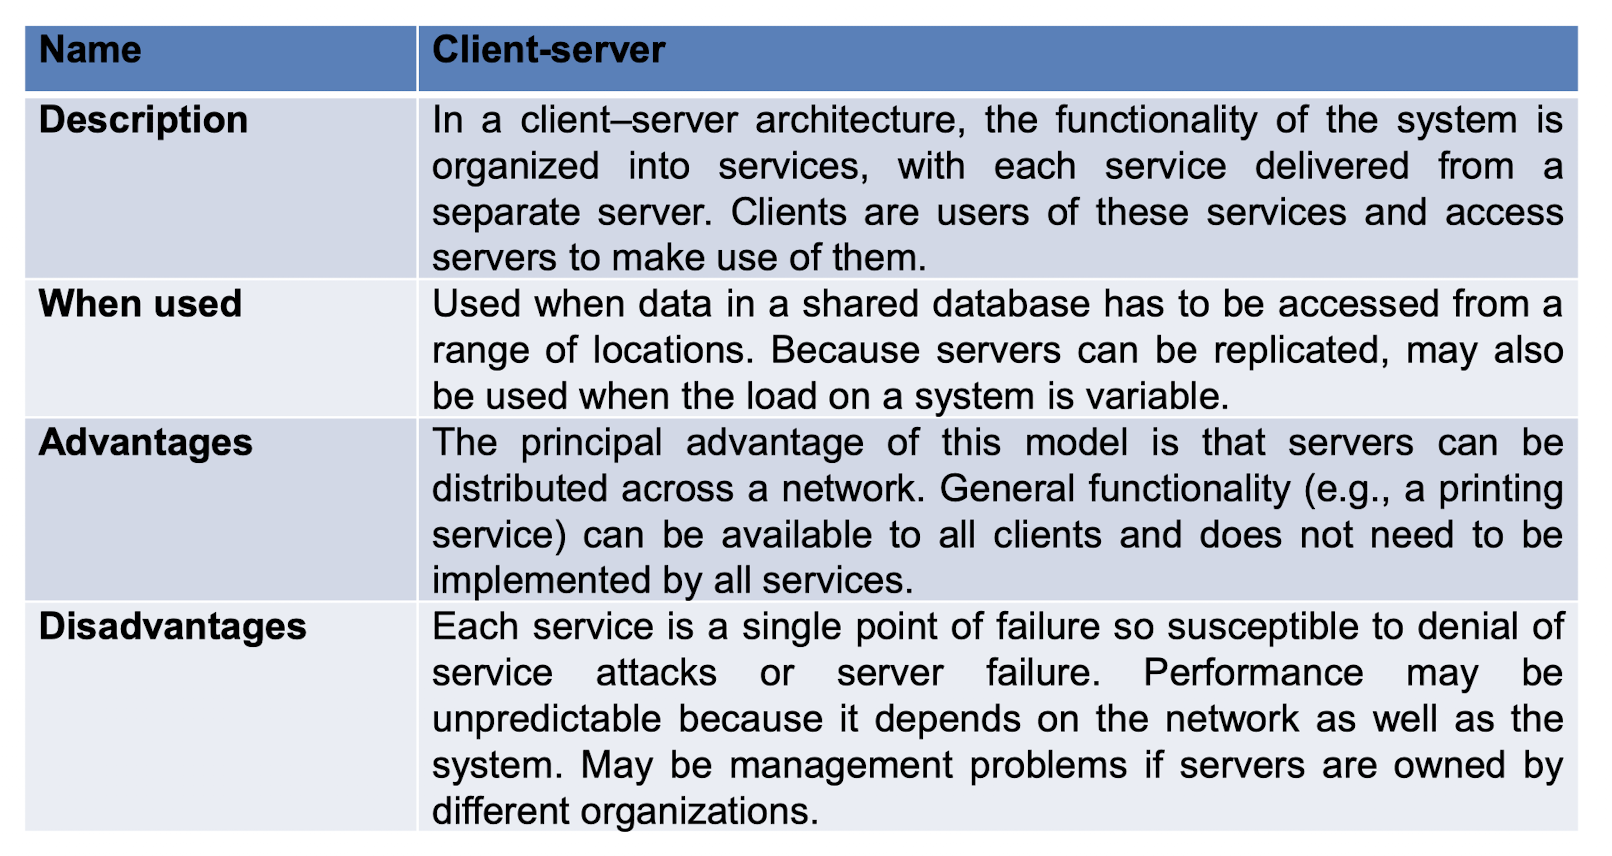 Name
Client-server
Description
In a client–server architecture, the functionality of the system is
organized into services, with each service delivered from a
separate server. Clients are users of these services and access
servers to make use of them.
When used
Used when data in a shared database has to be accessed from a
range of locations. Because servers can be replicated, may also
be used when the load on a system is variable.
Advantages
The principal advantage of this model is that servers can be
distributed across a network. General functionality (e.g., a printing
service) can be available to all clients and does not need to be
implemented by all services.
Disadvantages
Each service is a single point of failure so susceptible to denial of
service attacks or server failure. Performance may be
unpredictable because it depends on the network as well as the
system. May be management problems if servers are owned by
different organizations.